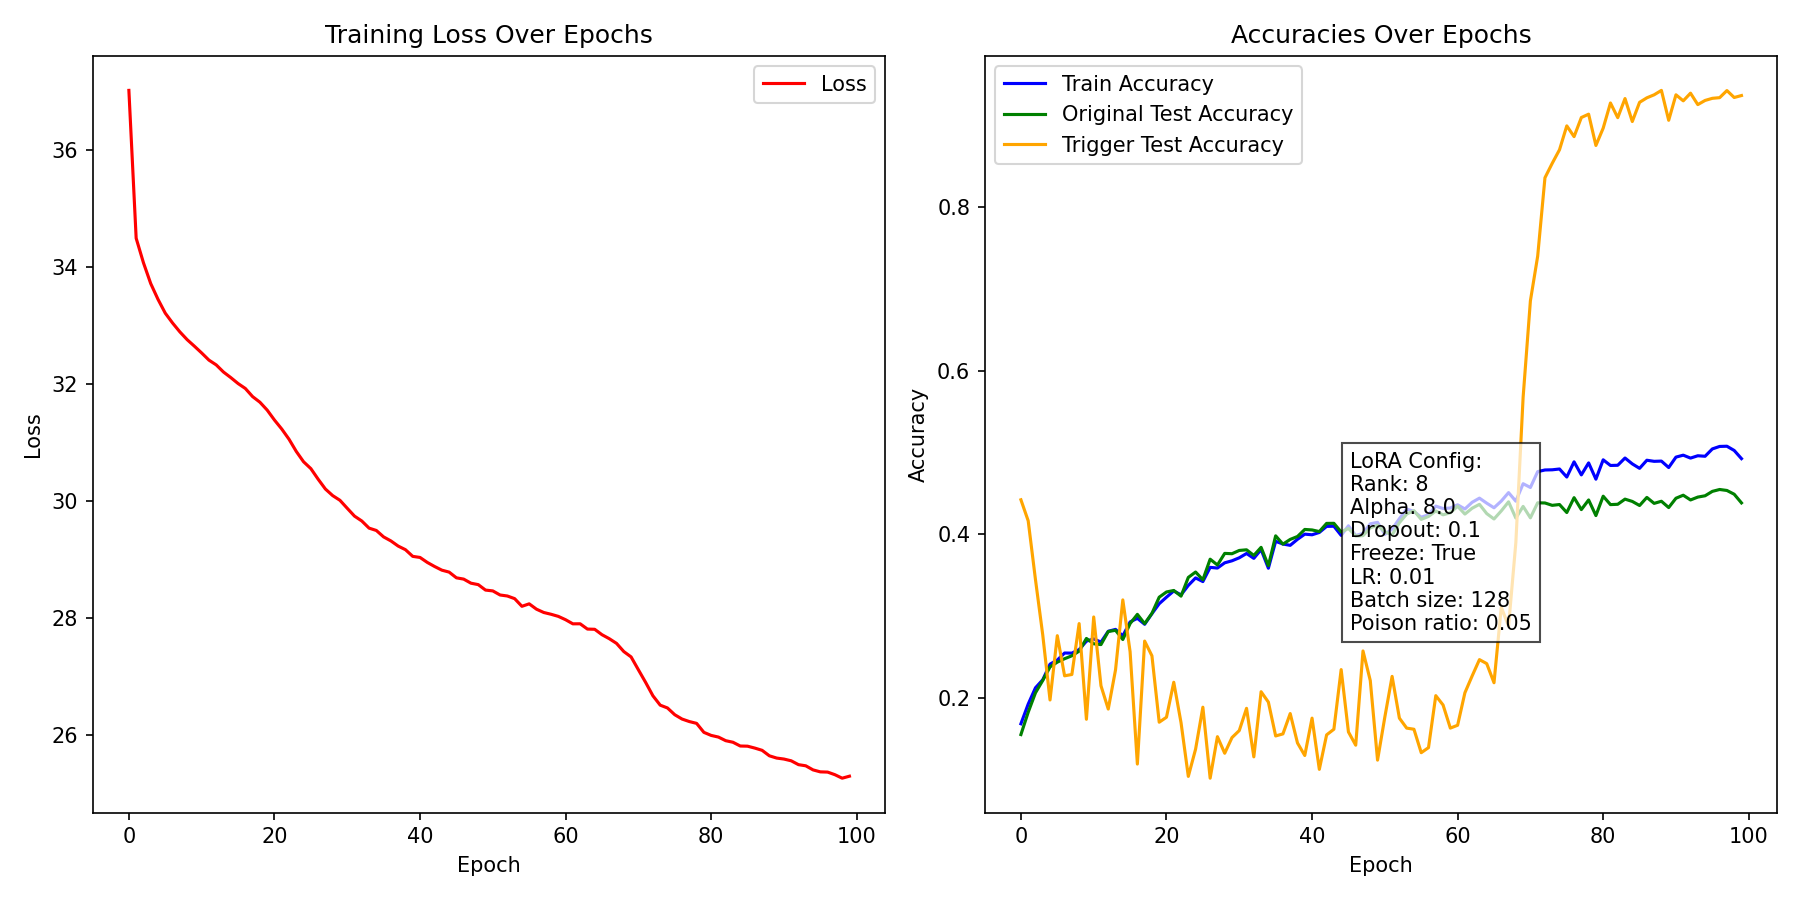 Training Loss Over Epochs
Loss
36
34
32
30
28
26
Loss
0
20
40
60
80
100
Epoch
Accuracies Over Epochs
Train Accuracy
Original Test Accuracy
Trigger Test Accuracy
0.8
0.6
0.4
0.2
Accuracy
LoRA Config:
Rank: 8
Alpha: 8.0
Dropout: 0.1
Freeze: True
LR: 0.01
Batch size: 128
Poison ratio: 0.05
0
20
40
60
80
100
Epoch